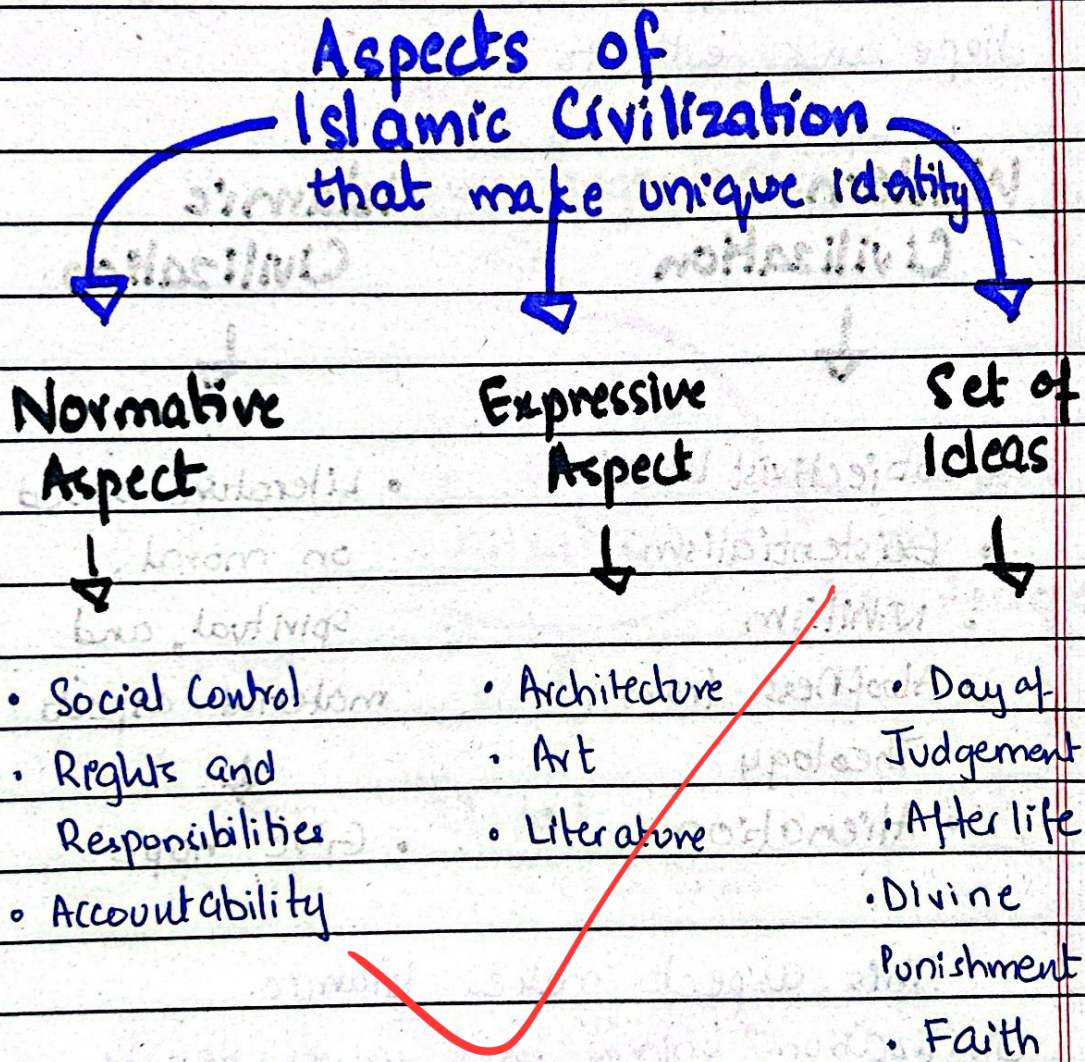 Aspects of
Islamic Civilization
that make unique identity
Normative
Aspect
• Social Control
• Rights and
Responsibilities
• Accountability
Expressive
Aspect
• Architecture
• Art
• Literature
Set of
Ideas
• Day of
Judgement
• After life
• Divine
Punishment
• Faith